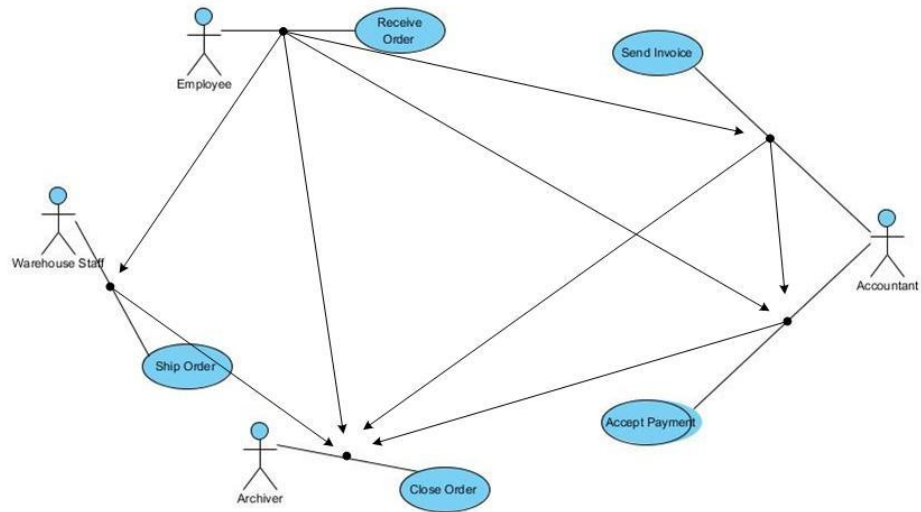 Receive
Order
Send Invoice
Employee
Warehouse Staff
Accountant
Ship Order
Accept Payment
Archiver
Close Order